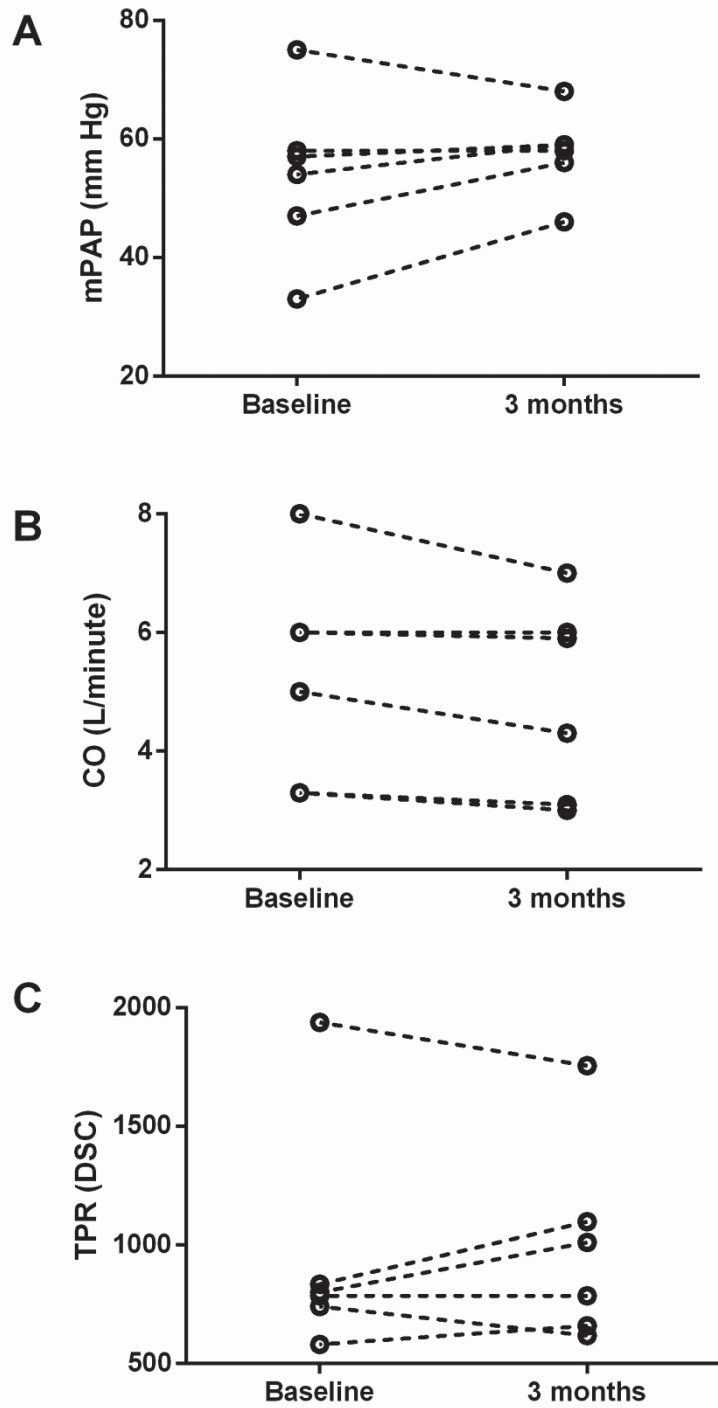 A
mPAP (mm Hg)
80
60
40
20
Baseline 3 months
B
CO (L/minute)
8
6
4
2
Baseline 3 months
C
TPR (DSC)
2000
1500
1000
500
Baseline 3 months